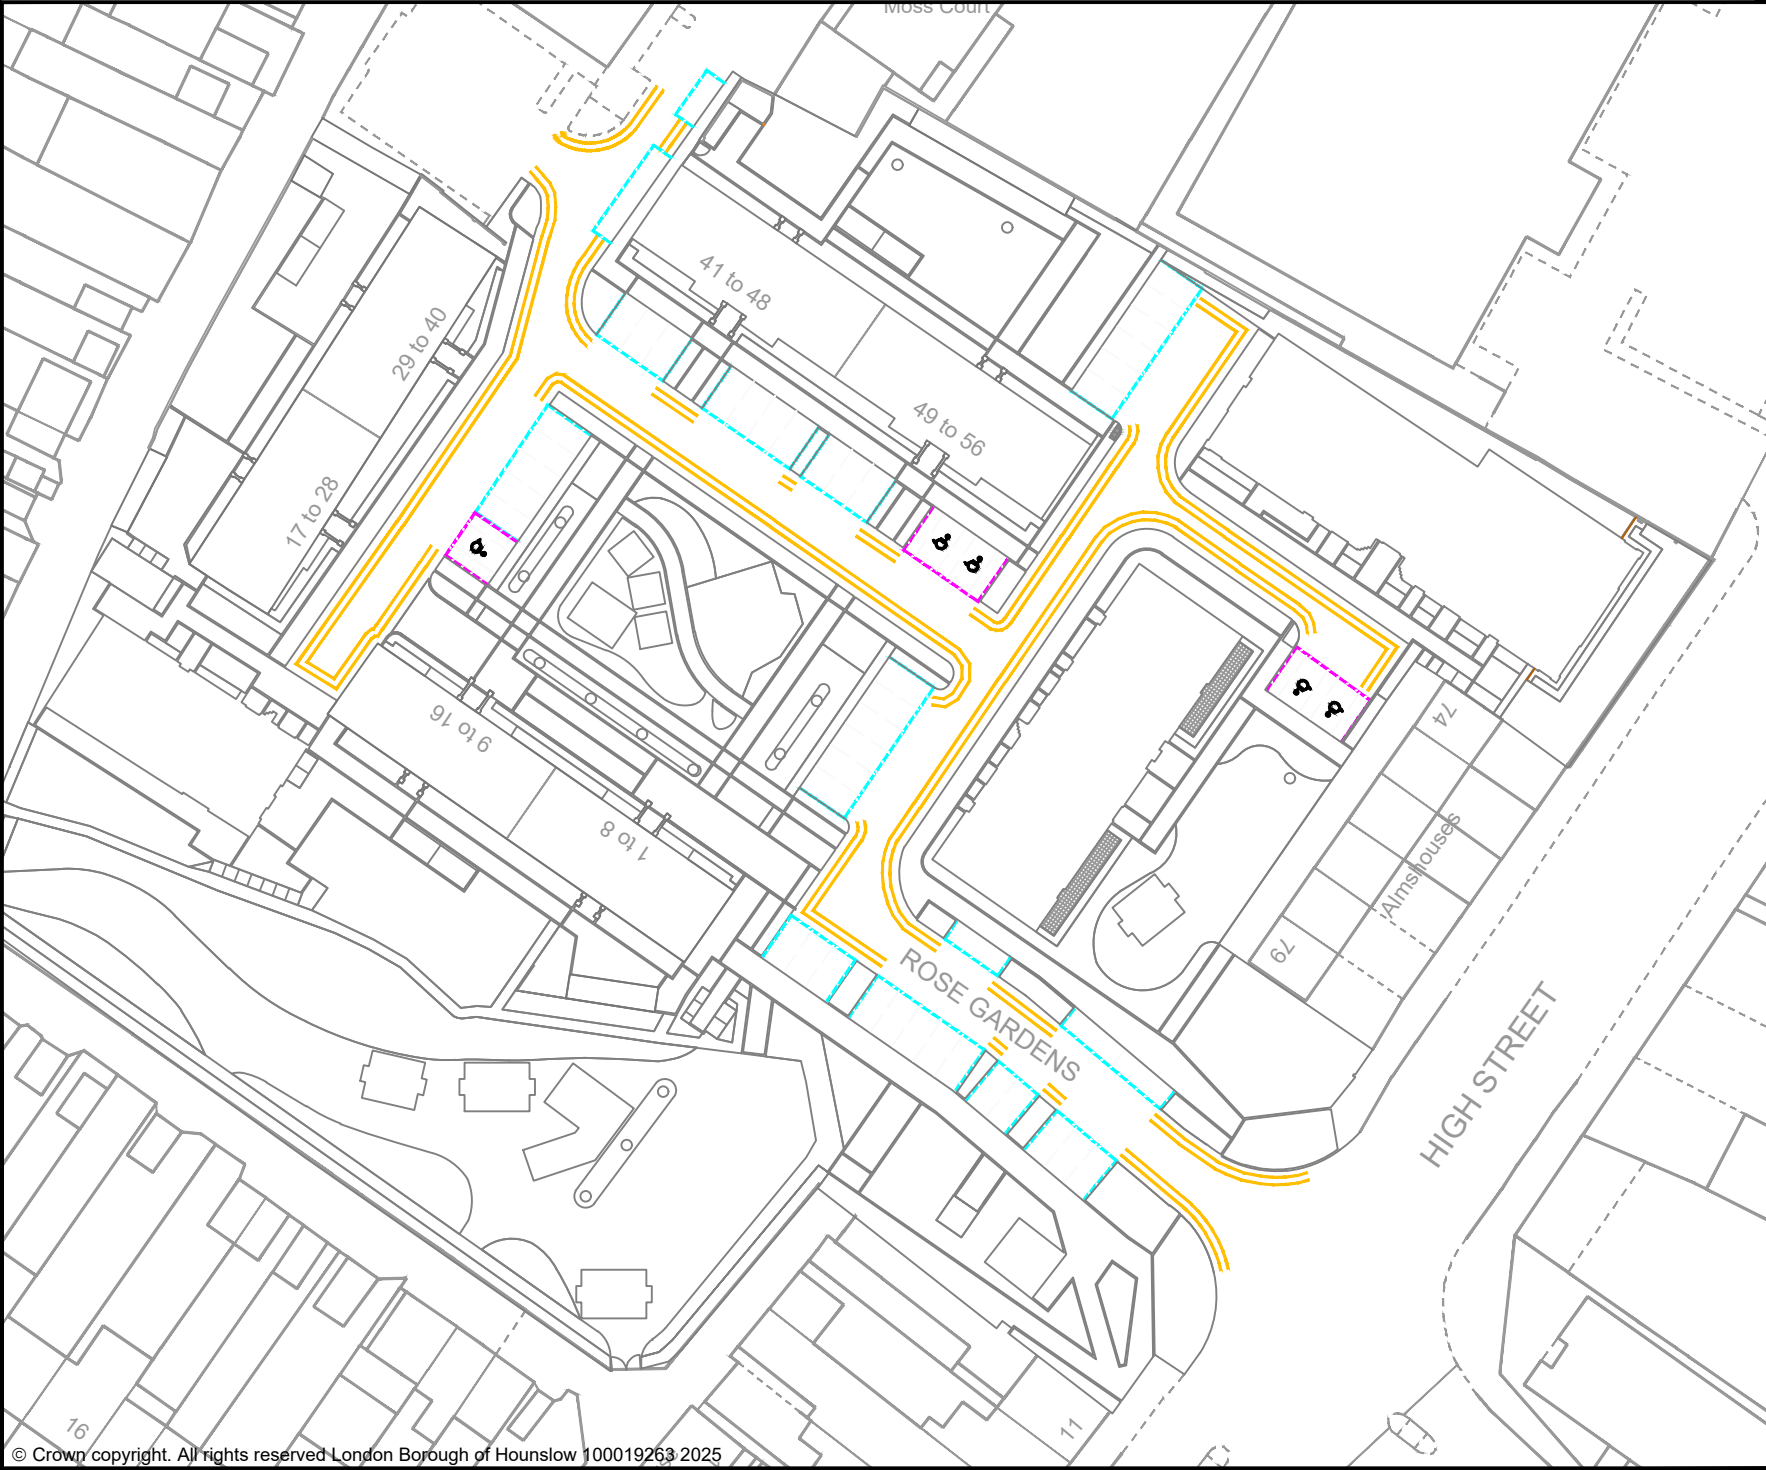 Moss Court
41 to 48
29 to 40
49 to 56
17 to 28
9 to 16
74
1 to 8
Almshouses
79
ROSE GARDENS
HIGH STREET
16
11
© Crown copyright. All rights reserved London Borough of Hounslow 100019263 2025